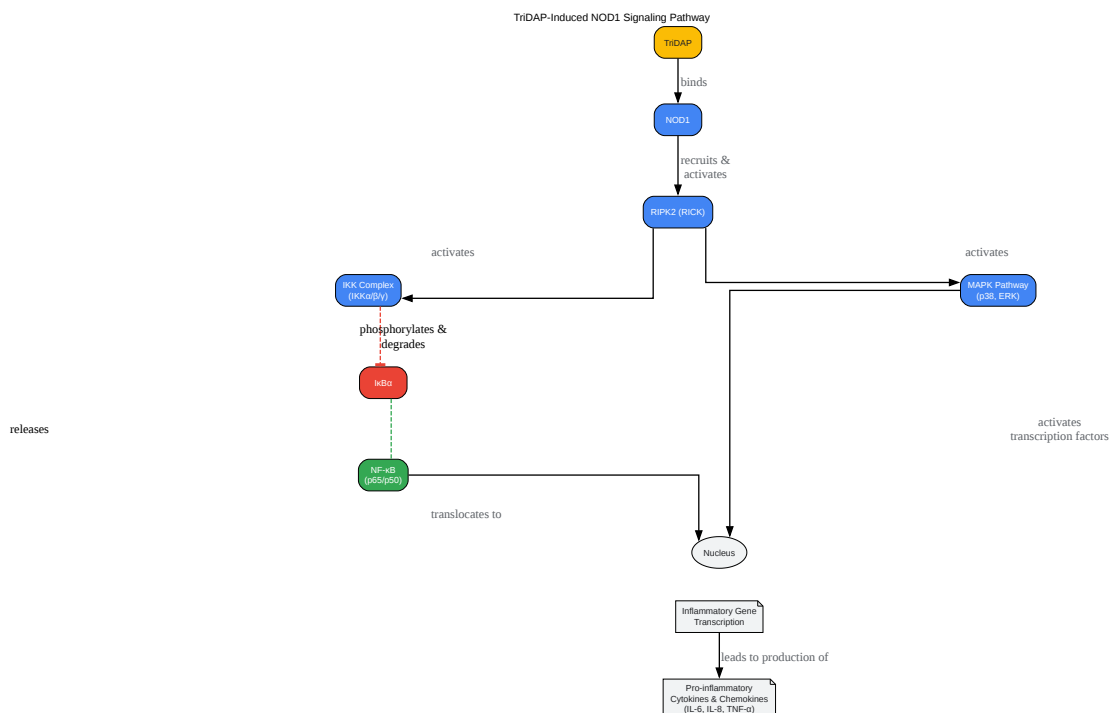 TriDAP-Induced NOD1 Signaling Pathway
TriDAP
binds
NOD1
recruits &
activates
RIPK2 (RICK)
activates
activates
IKK Complex
(IKKα/β/γ)
MAPK Pathway
(p38, ERK)
phosphorylates &
degrades
IκBα
releases
activates
transcription factors
NF-κB
(p65/p50)
translocates to
Nucleus
Inflammatory Gene
Transcription
leads to production of
Pro-inflammatory
Cytokines & Chemokines
(IL-6, IL-8, TNF-α)